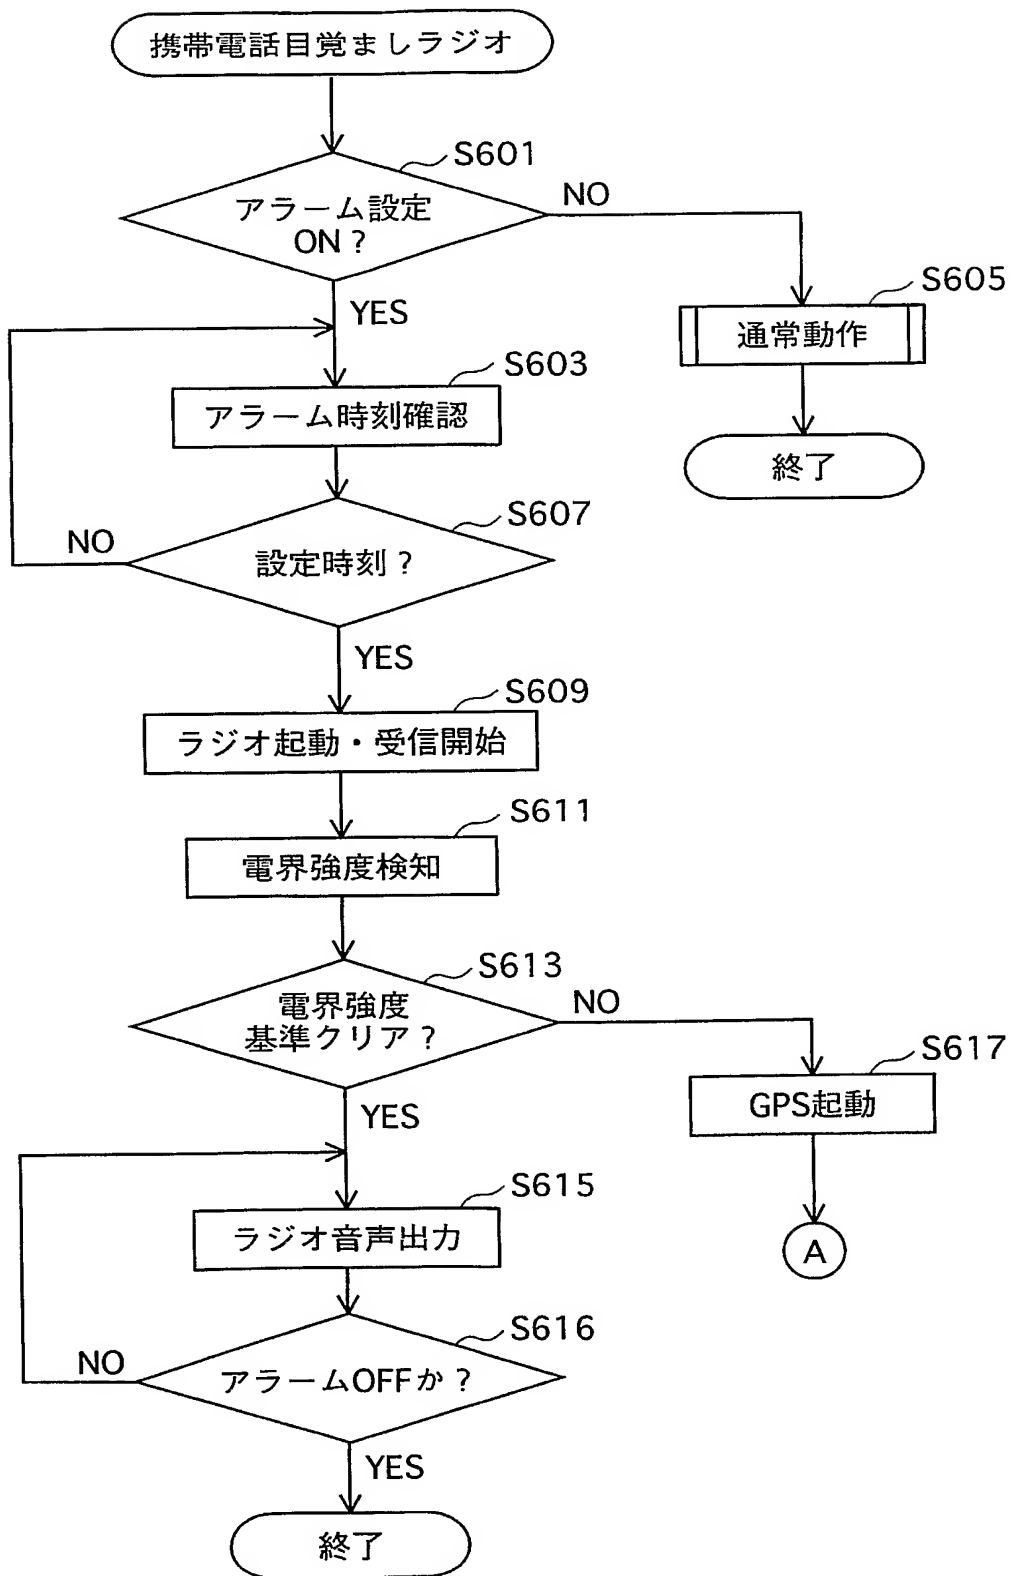 携帯電話目覚ましラジオ
S601
アラーム設定
ON？
NO
YES
S605
通常動作
終了
S603
アラーム時刻確認
S607
設定時刻？
NO
YES
S609
ラジオ起動・受信開始
S611
電界強度検知
S613
電界強度
基準クリア？
NO
YES
S617
GPS起動
A
S615
ラジオ音声出力
S616
アラームOFFか？
NO
YES
終了